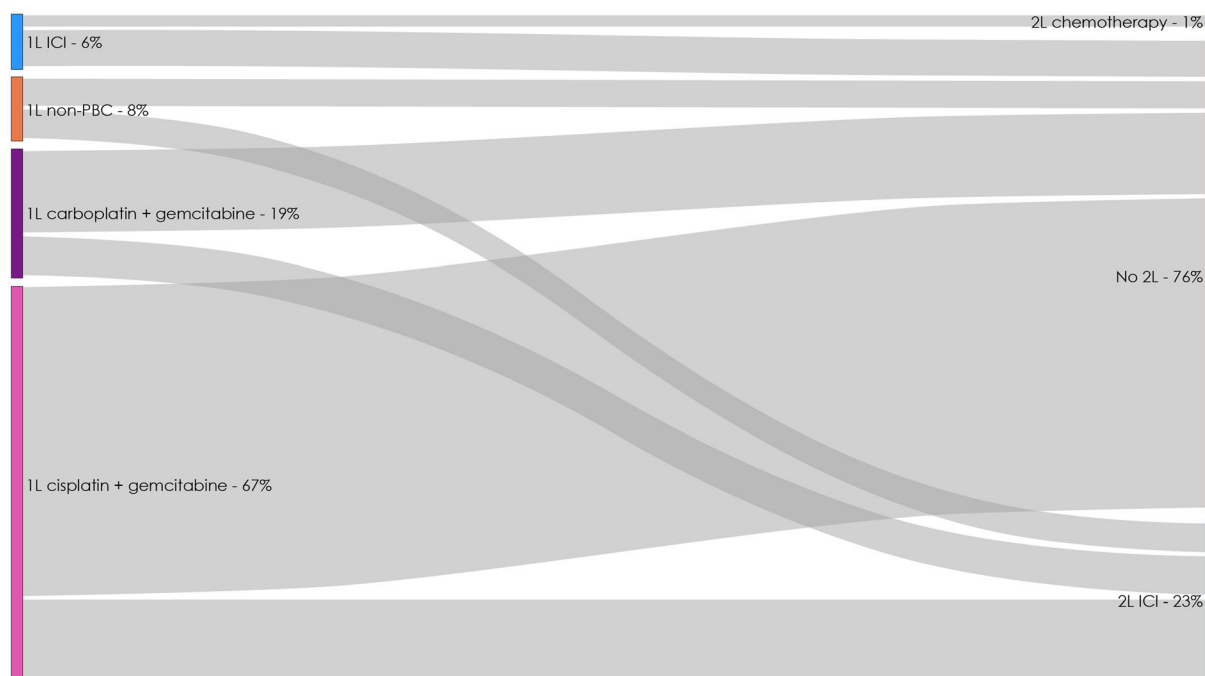 2L chemotherapy - 1%
1L ICI - 6%
1L non-PBC - 8%
1L carboplatin + gemcitabine - 19%
No 2L - 76%
1L cisplatin + gemcitabine - 67%
2L ICI - 23%